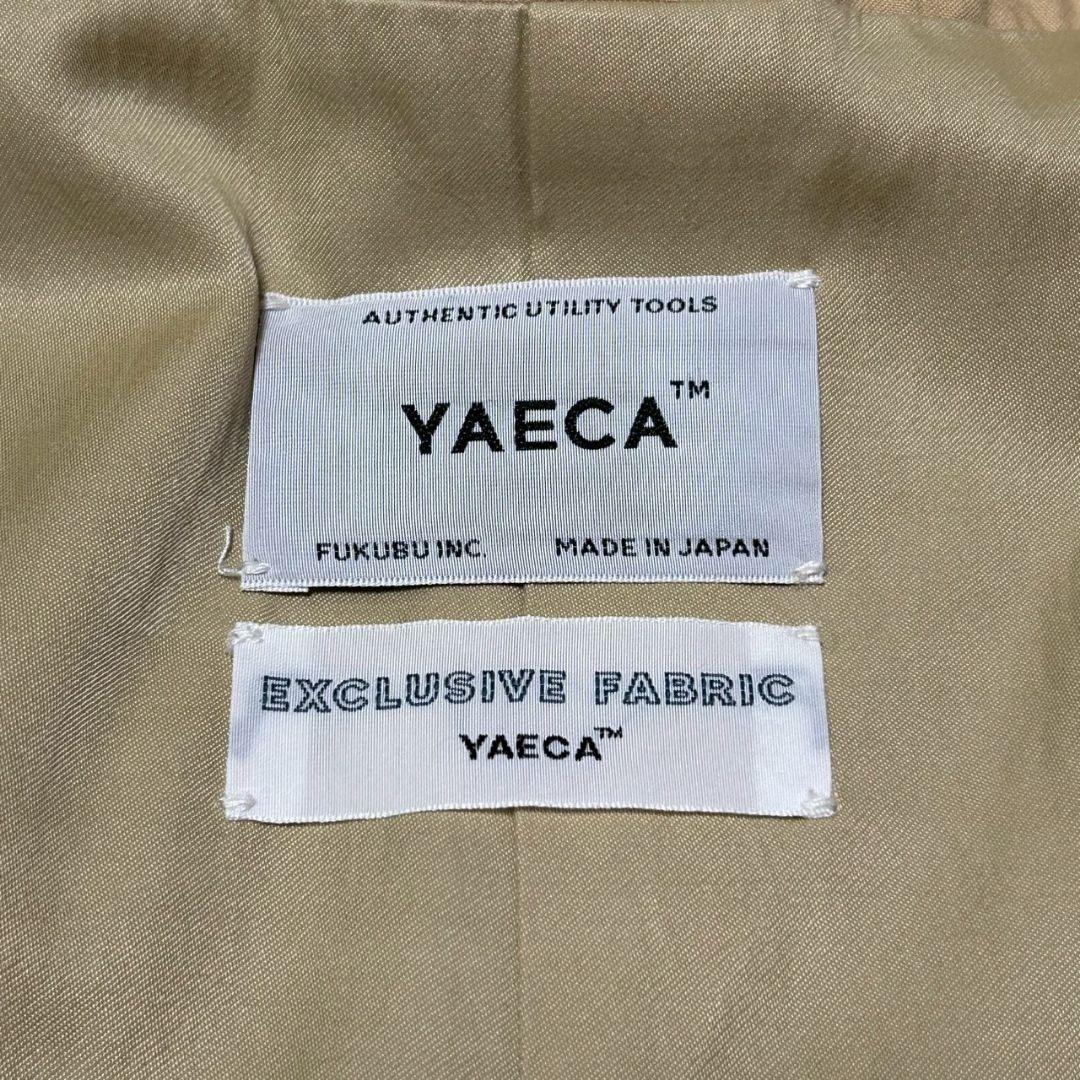 AUTHENTIC UTILITY TOOLS
YAECA™
FUKUBU INC. MADE IN JAPAN
EXCLUSIVE FABRIC
YAECA™